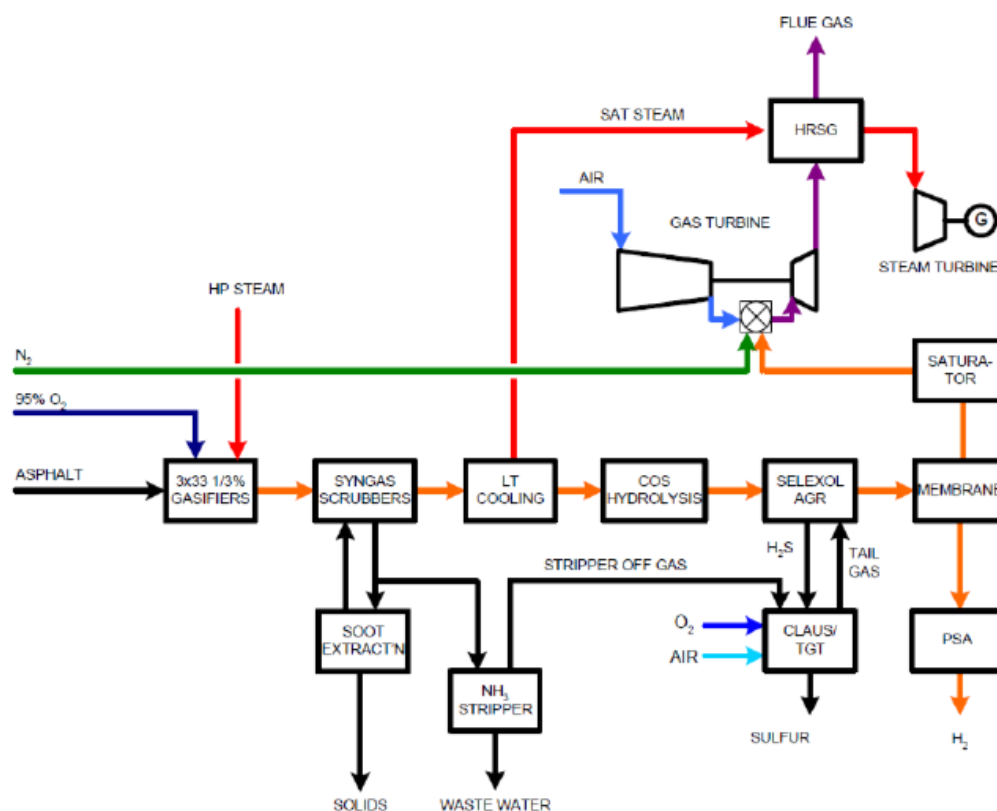 FLUE GAS
SAT STEAM
HRSG
AIR
GAS TURBINE
G
STEAM TURBINE
HP STEAM
N₂
SATURA-
TOR
95% O₂
ASPHALT
3x33 1/3%
GASIFIERS
SYNGAS
SCRUBBERS
LT
COOLING
COS
HYDROLYSIS
SELEXOL
AGR
MEMBRANE
H₂S
TAIL
GAS
STRIPPER OFF GAS
SOOT
EXTRACT'N
O₂
AIR
CLAUS/
TGT
PSA
NH₃
STRIPPER
SULFUR
H₂
SOLIDS
WASTE WATER